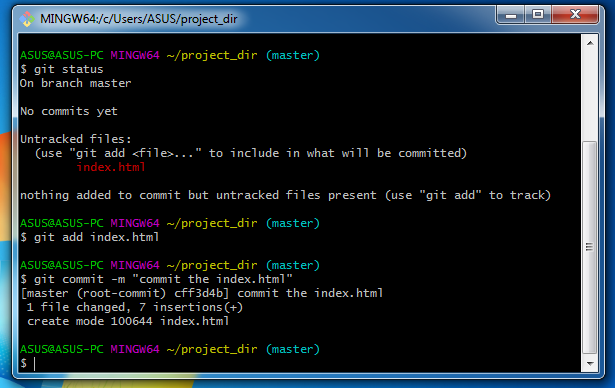 MINGW64:/c/Users/ASUS/project_dir
ASUS@ASUS-PC MINGW64 ~/project_dir (master)
$ git status
On branch master
No commits yet
Untracked files:
(use "git add <file>..." to include in what will be committed)
index.html
nothing added to commit but untracked files present (use "git add" to track)
ASUS@ASUS-PC MINGW64 ~/project_dir (master)
$ git add index.html
ASUS@ASUS-PC MINGW64 ~/project_dir (master)
$ git commit -m "commit the index.html"
[master (root-commit) cff3d4b] commit the index.html
1 file changed, 7 insertions(+)
create mode 100644 index.html
ASUS@ASUS-PC MINGW64 ~/project_dir (master)
$